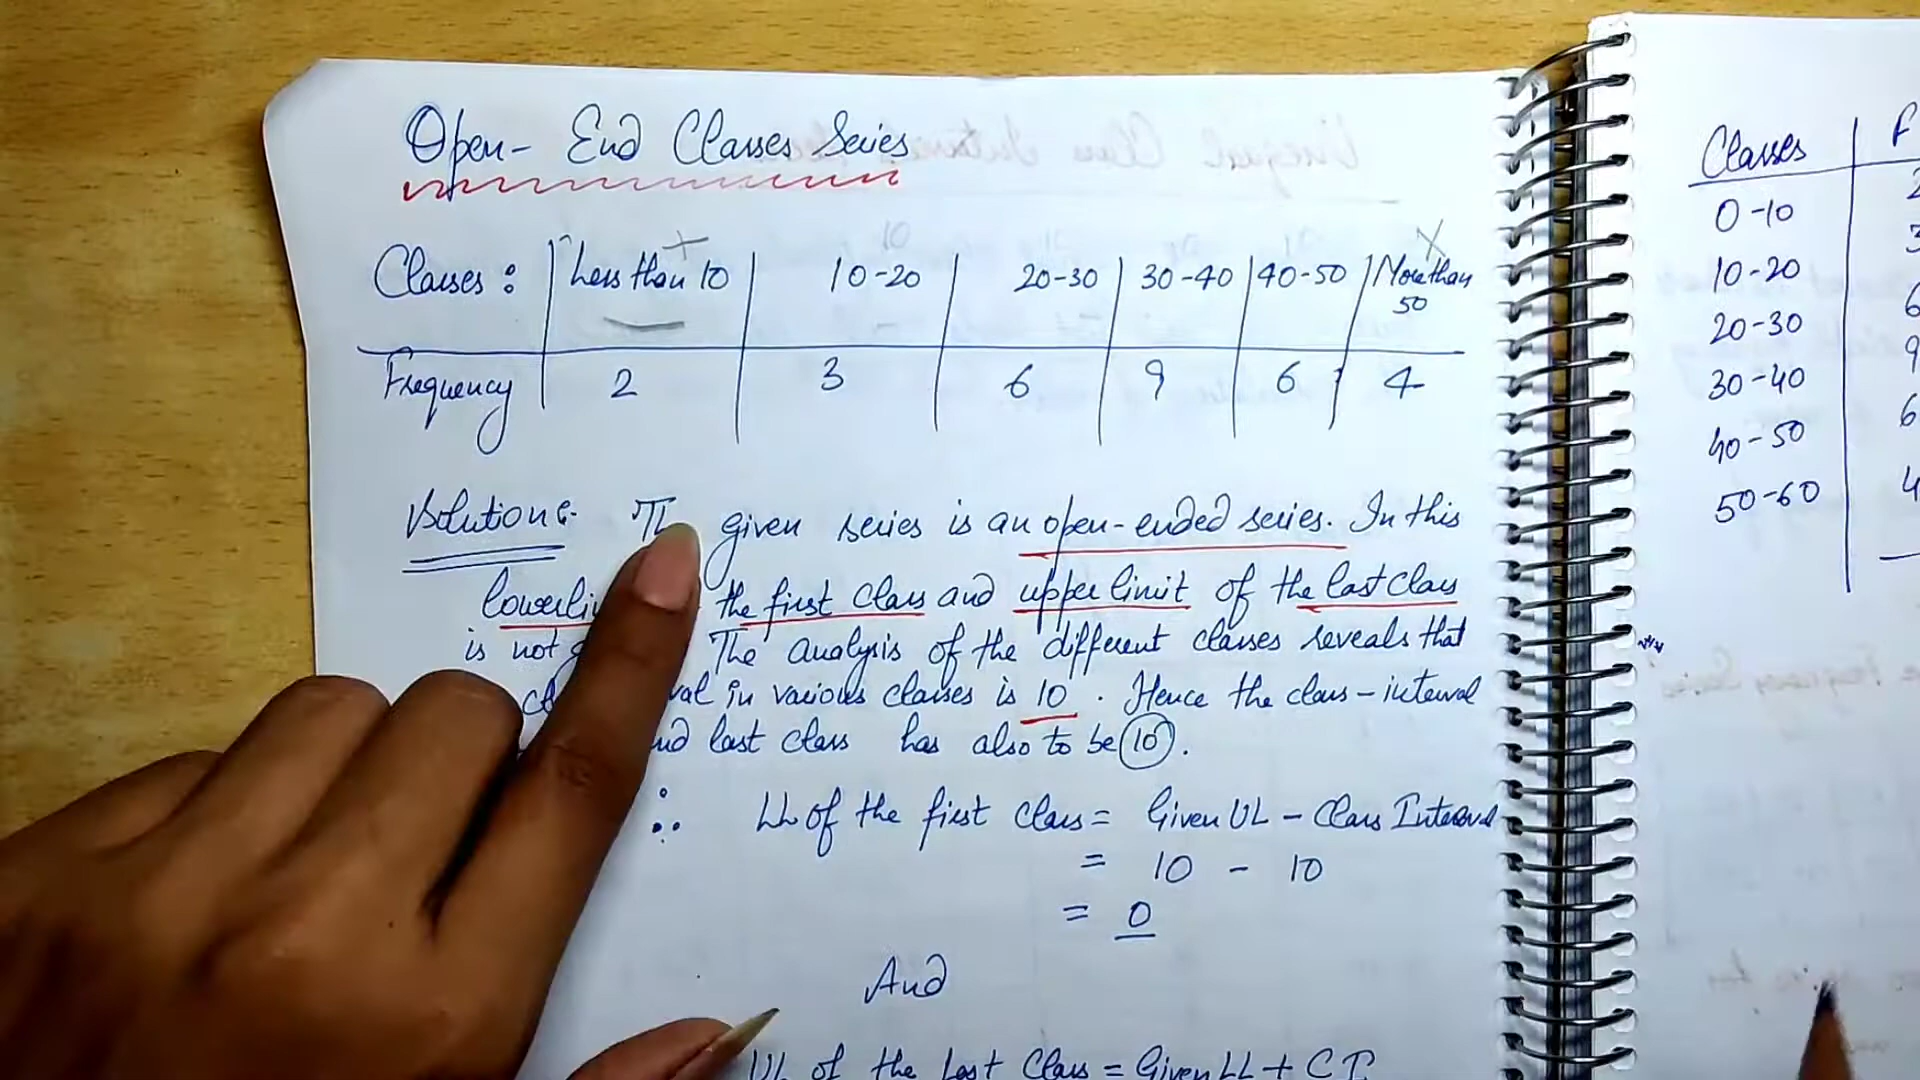 Open-End Classes Series
Classes: Less than 10 10-20 20-30 30-40 40-50 More than 50
Frequency 2 3 6 9 6 4
Solution:- given series is an open-ended series. In this
the first class and upper limit of the last class
is not The analysis of the different classes reveals that
in various classes is 10. Hence the class-interval
last class has also to be 10.
∴ LL of the first class = Given UL - Class Interval
= 10 - 10
= 0
And
UL of the Last Class = Given LL + C I
Classes F
0-10
10-20
20-30
30-40
40-50
50-60